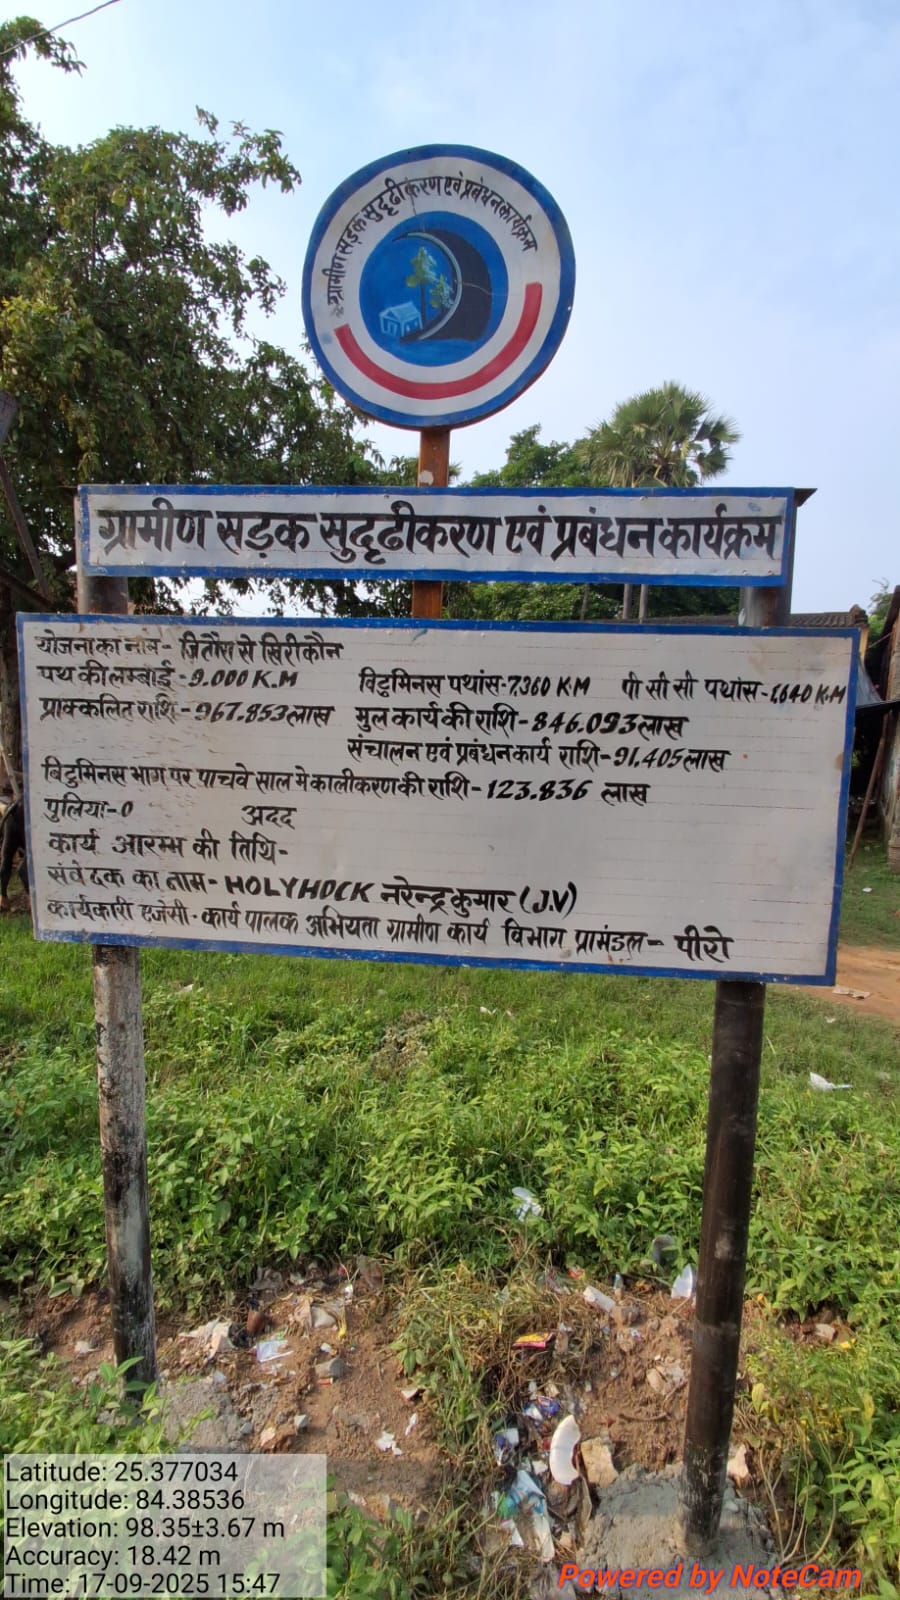 ग्रामीण सड़क सुदृढीकरण एवं प्रबंधन कार्यक्रम
ग्रामीण सड़क सुदृढीकरण एवं प्रबंधन कार्यक्रम
योजना का नाम - जितौरा से खिरीकौन
पथ की लम्बाई - 9.000 K.M विटुमिनस पथांस - 7.360 K.M पी सी सी पथांस - 1.640 K.M
प्राक्कलित राशि - 967.853 लाख मुल कार्य की राशि - 846.093 लाख
संचालन एवं प्रबंधन कार्य राशि - 91.405 लाख
बिटुमिनस भाग पर पाचवे साल मे कालीकरण की राशि - 123.836 लाख
पुलिया - 0 अदद
कार्य आरम्भ की तिथि -
संवेदक का नाम - HOLYHOCK नरेन्द्र कुमार (J.V)
कार्यकारी एजेंसी - कार्य पालक अभियता ग्रामीण कार्य विभाग प्रामंडल - पीरो
Latitude: 25.377034
Longitude: 84.38536
Elevation: 98.35±3.67 m
Accuracy: 18.42 m
Time: 17-09-2025 15:47
Powered by NoteCam